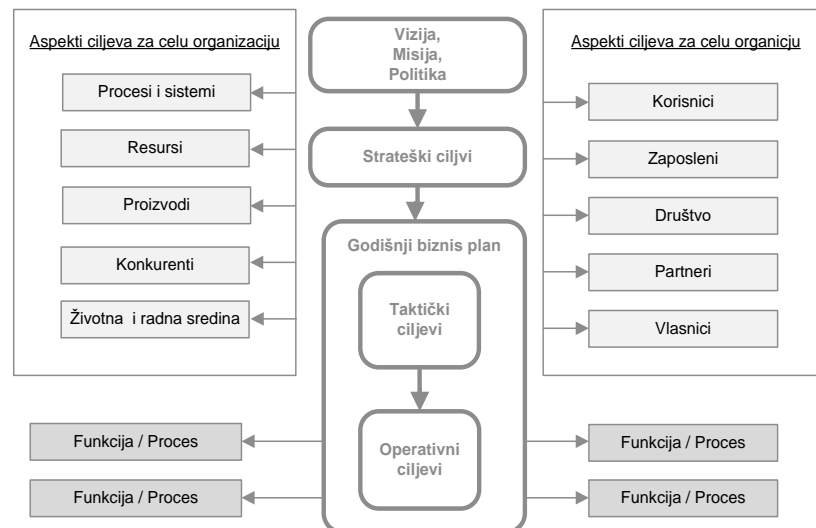 Aspekti ciljeva za celu organizaciju
Procesi i sistemi
Resursi
Proizvodi
Konkurenti
Životna i radna sredina
Vizija,
Misija,
Politika
Strateški ciljvi
Godišnji biznis plan
Taktički
ciljevi
Operativni
ciljevi
Aspekti ciljeva za celu organicju
Korisnici
Zaposleni
Društvo
Partneri
Vlasnici
Funkcija / Proces
Funkcija / Proces
Funkcija / Proces
Funkcija / Proces